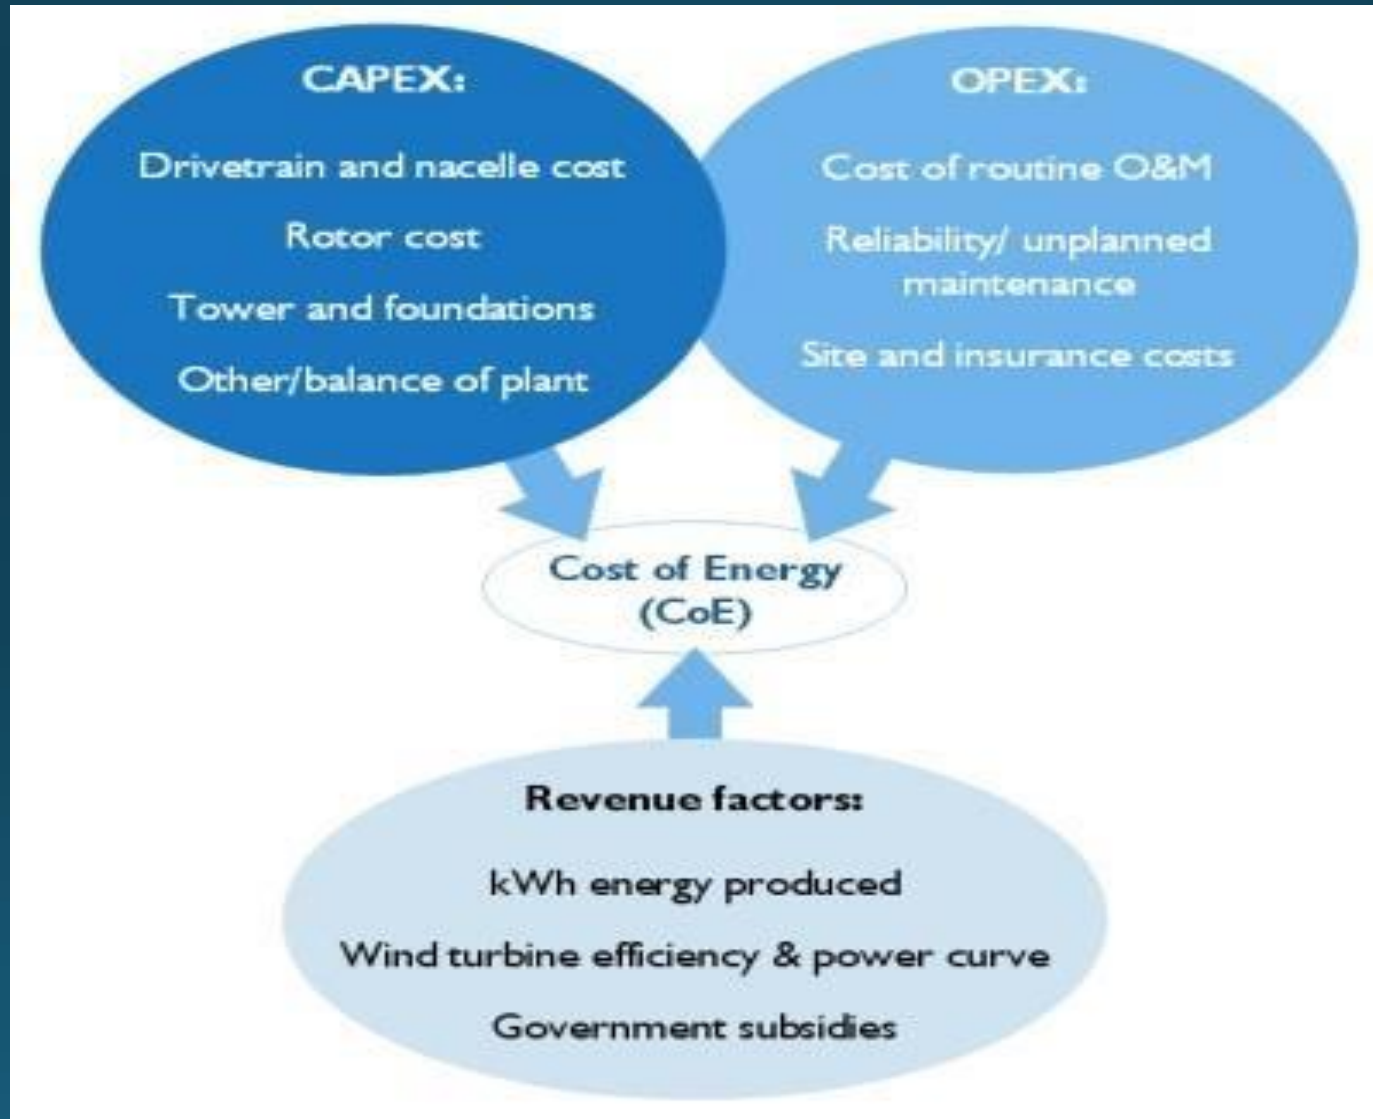 CAPEX:
Drivetrain and nacelle cost
Rotor cost
Tower and foundations
Other/balance of plant
OPEX:
Cost of routine O&M
Reliability/ unplanned
maintenance
Site and insurance costs
Cost of Energy
(CoE)
Revenue factors:
kWh energy produced
Wind turbine efficiency & power curve
Government subsidies